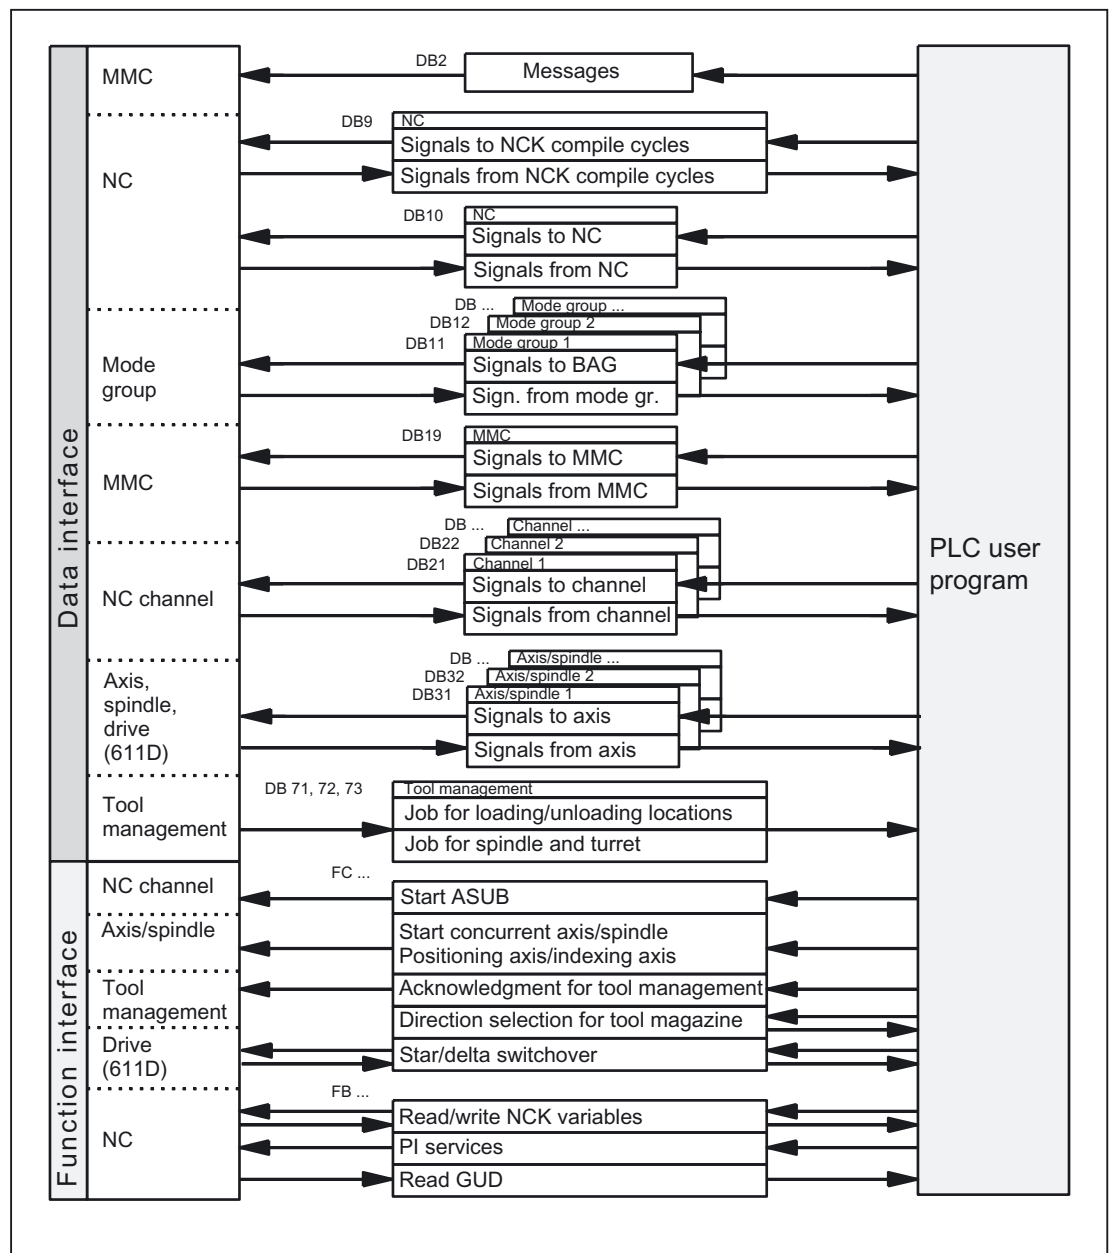 Data interface
MMC
DB2
Messages
NC
DB9
NC
Signals to NCK compile cycles
Signals from NCK compile cycles
DB10
NC
Signals to NC
Signals from NC
Mode
group
DB ...
Mode group ...
DB12
Mode group 2
DB11
Mode group 1
Signals to BAG
Sign. from mode gr.
MMC
DB19
MMC
Signals to MMC
Signals from MMC
NC channel
DB ...
Channel ...
DB22
Channel 2
DB21
Channel 1
Signals to channel
Signals from channel
Axis,
spindle,
drive
(611D)
DB ...
Axis/spindle ...
DB32
Axis/spindle 2
DB31
Axis/spindle 1
Signals to axis
Signals from axis
Tool
management
DB 71, 72, 73
Tool management
Job for loading/unloading locations
Job for spindle and turret
Function interface
NC channel
FC ...
Start ASUB
Axis/spindle
Start concurrent axis/spindle
Positioning axis/indexing axis
Tool
management
Acknowledgment for tool management
Direction selection for tool magazine
Drive
(611D)
Star/delta switchover
NC
FB ...
Read/write NCK variables
PI services
Read GUD
PLC user
program